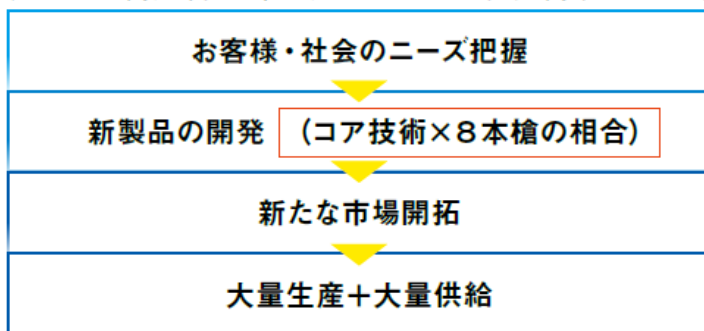 お客様・社会のニーズ把握
新製品の開発 （コア技術×８本槍の相合）
新たな市場開拓
大量生産＋大量供給